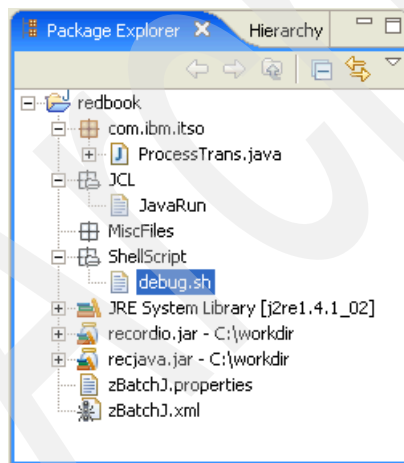 Package Explorer Hierarchy
redbook
com.ibm.itso
ProcessTrans.java
JCL
JavaRun
MiscFiles
ShellScript
debug.sh
JRE System Library [j2re1.4.1_02]
recordio.jar - C:\workdir
recjava.jar - C:\workdir
zBatchJ.properties
zBatchJ.xml